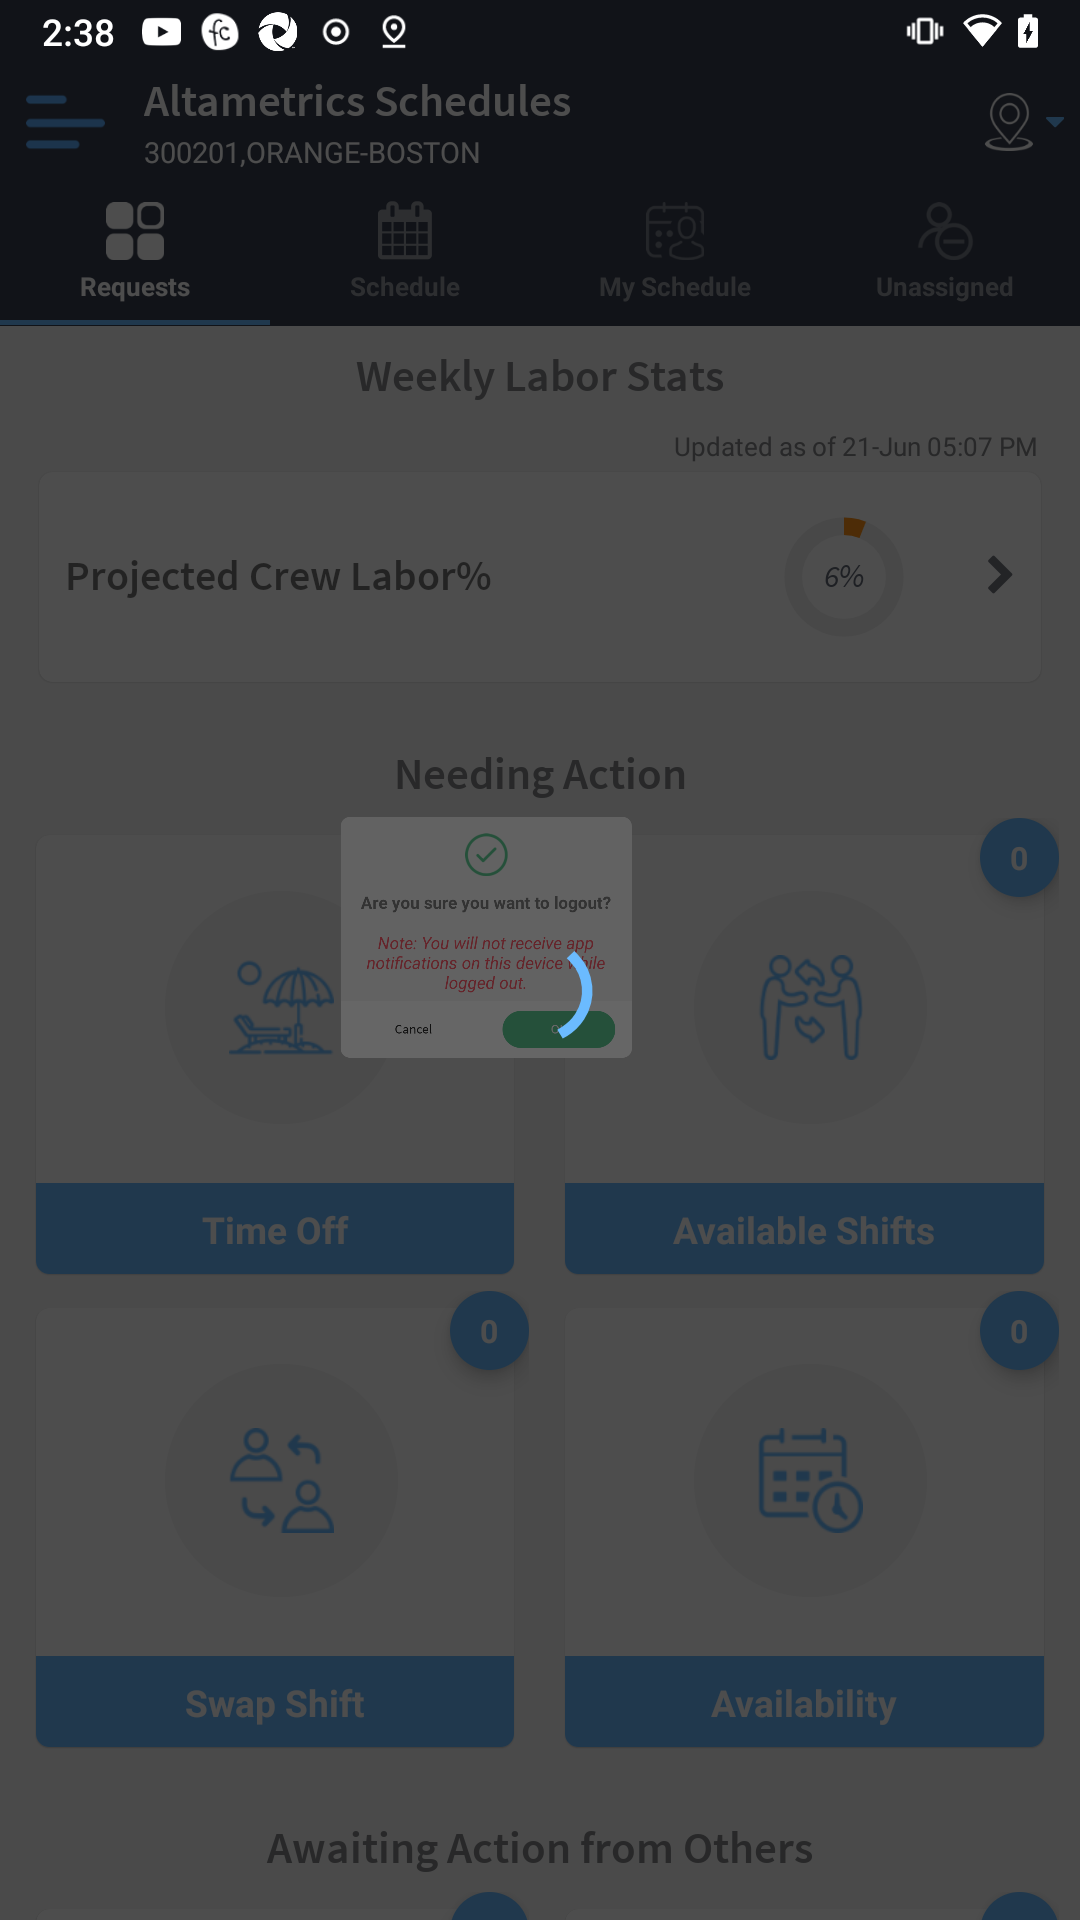 2:38
Altametrics Schedules
300201,ORANGE-BOSTON
Requests
Schedule
My Schedule
Unassigned
Weekly Labor Stats
Updated as of 21-Jun 05:07 PM
Projected Crew Labor%
6%
Needing Action
0
Are you sure you want to logout?
Note: You will not receive app
notifications on this device while
logged out.
Cancel
Time Off
Available Shifts
0
0
Swap Shift
Availability
Awaiting Action from Others